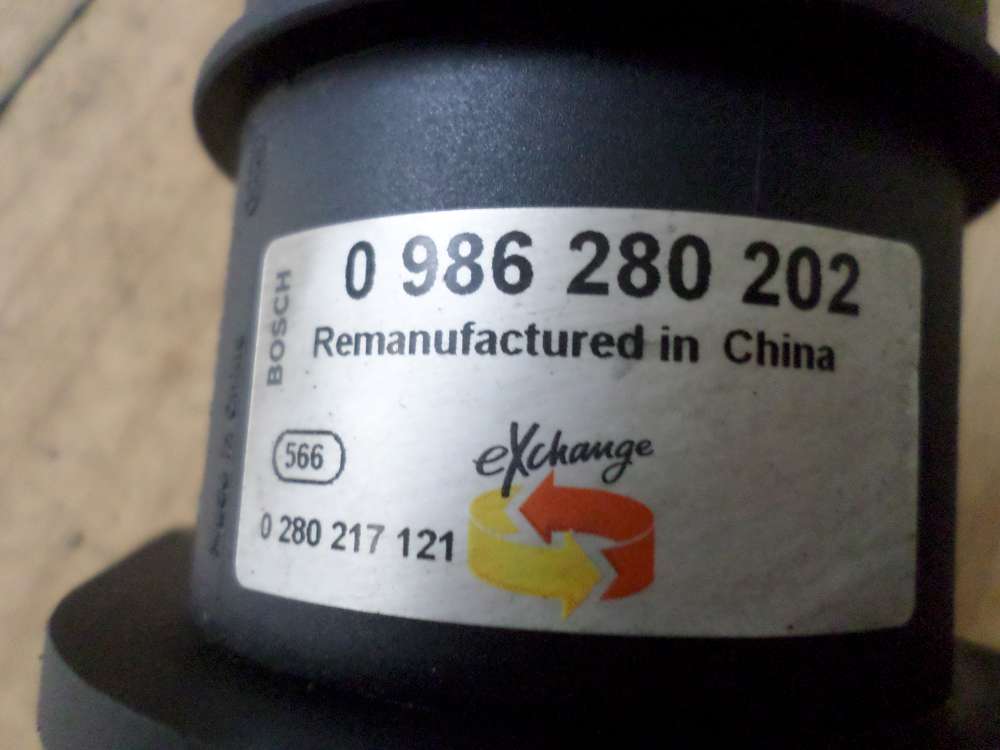 0 986 280 202
Remanufactured in China
BOSCH
566
eXchange
0 280 217 121